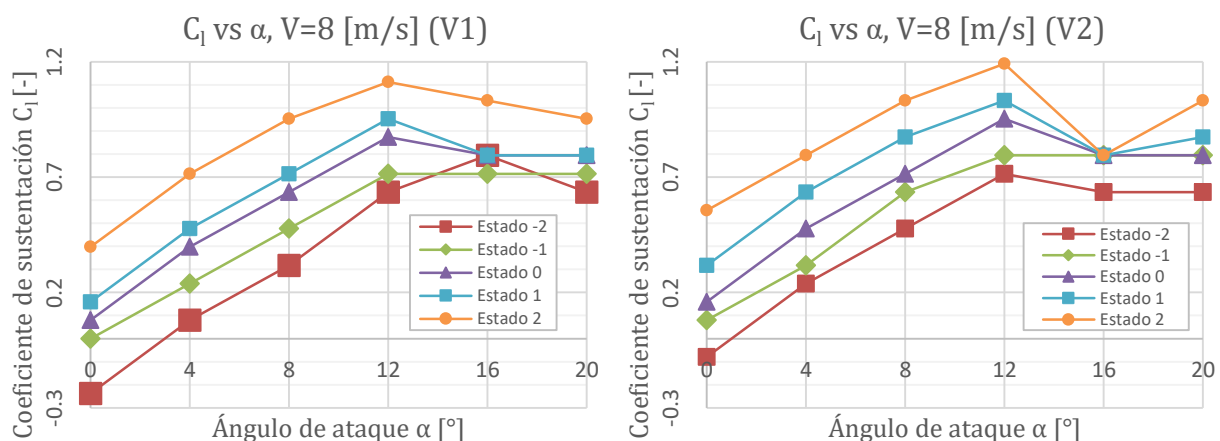 Cl vs α, V=8 [m/s] (V1)
Coeficiente de sustentación Cl [-]
1.2
0.7
0.2
-0.3
0 4 8 12 16 20
Estado -2
Estado -1
Estado 0
Estado 1
Estado 2
Ángulo de ataque α [°]
Cl vs α, V=8 [m/s] (V2)
Coeficiente de sustentación Cl [-]
1.2
0.7
0.2
-0.3
0 4 8 12 16 20
Estado -2
Estado -1
Estado 0
Estado 1
Estado 2
Ángulo de ataque α [°]